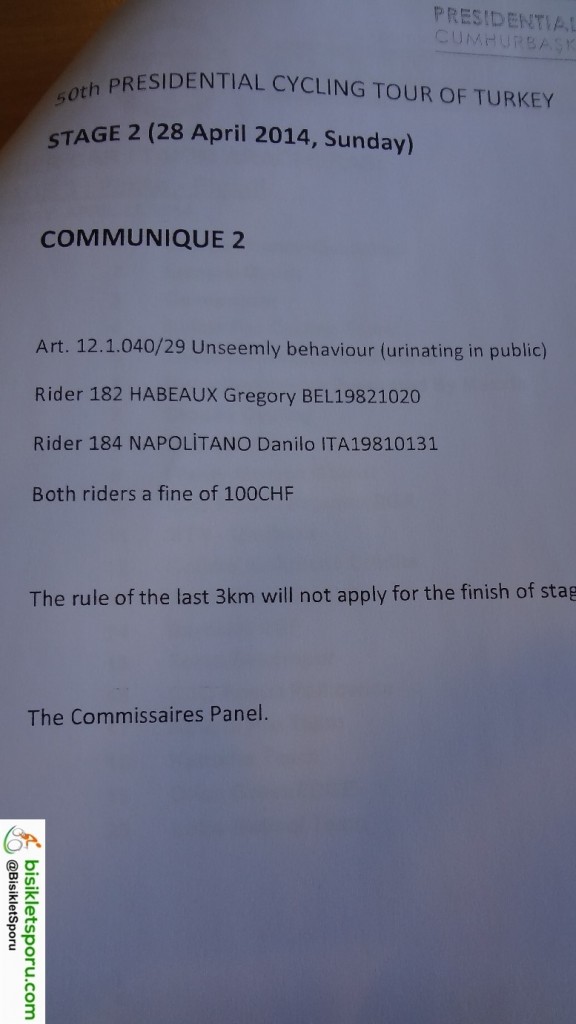 PRESIDENTIAL
CUMHURBAŞK
50th PRESIDENTIAL CYCLING TOUR OF TURKEY
STAGE 2 (28 April 2014, Sunday)
COMMUNIQUE 2
Art. 12.1.040/29 Unseemly behaviour (urinating in public)
Rider 182 HABEAUX Gregory BEL19821020
Rider 184 NAPOLİTANO Danilo ITA19810131
Both riders a fine of 100CHF
The rule of the last 3km will not apply for the finish of stag
The Commissaires Panel.
bisikletsporu.com
@BisikletSporu